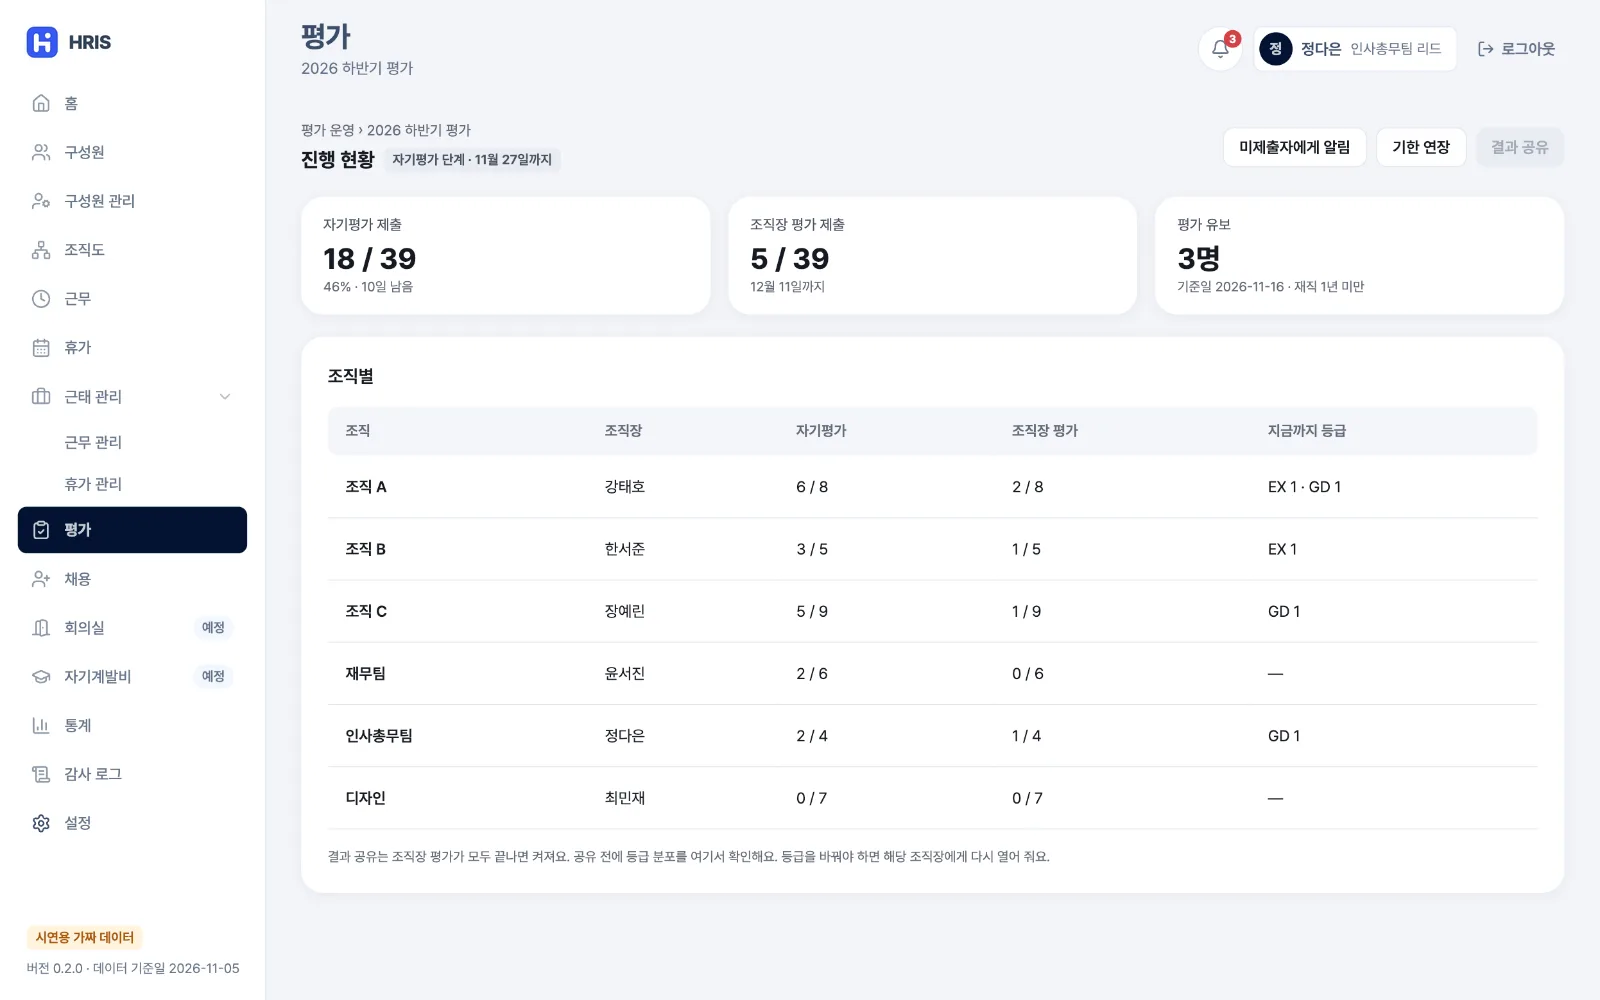 HRIS
홈
구성원
구성원 관리
조직도
근무
휴가
근태 관리
근무 관리
휴가 관리
평가
채용
회의실 예정
자기계발비 예정
통계
감사 로그
설정
시연용 가짜 데이터
버전 0.2.0 · 데이터 기준일 2026-11-05
평가
2026 하반기 평가
3
정 정다은 인사총무팀 리드
로그아웃
평가 운영 › 2026 하반기 평가
진행 현황 자기평가 단계 · 11월 27일까지
미제출자에게 알림 기한 연장 결과 공유
자기평가 제출
18 / 39
46% · 10일 남음
조직장 평가 제출
5 / 39
12월 11일까지
평가 유보
3명
기준일 2026-11-16 · 재직 1년 미만
조직별
조직 조직장 자기평가 조직장 평가 지금까지 등급
조직 A 강태호 6 / 8 2 / 8 EX 1 · GD 1
조직 B 한서준 3 / 5 1 / 5 EX 1
조직 C 장예린 5 / 9 1 / 9 GD 1
재무팀 윤서진 2 / 6 0 / 6 —
인사총무팀 정다은 2 / 4 1 / 4 GD 1
디자인 최민재 0 / 7 0 / 7 —
결과 공유는 조직장 평가가 모두 끝나면 켜져요. 공유 전에 등급 분포를 여기서 확인해요. 등급을 바꿔야 하면 해당 조직장에게 다시 열어 줘요.